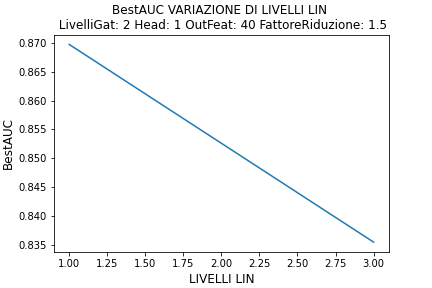 BestAUC VARIAZIONE DI LIVELLI LIN
LivelliGat: 2 Head: 1 OutFeat: 40 FattoreRiduzione: 1.5
0.870
0.865
0.860
0.855
0.850
0.845
0.840
0.835
BestAUC
1.00 1.25 1.50 1.75 2.00 2.25 2.50 2.75 3.00
LIVELLI LIN